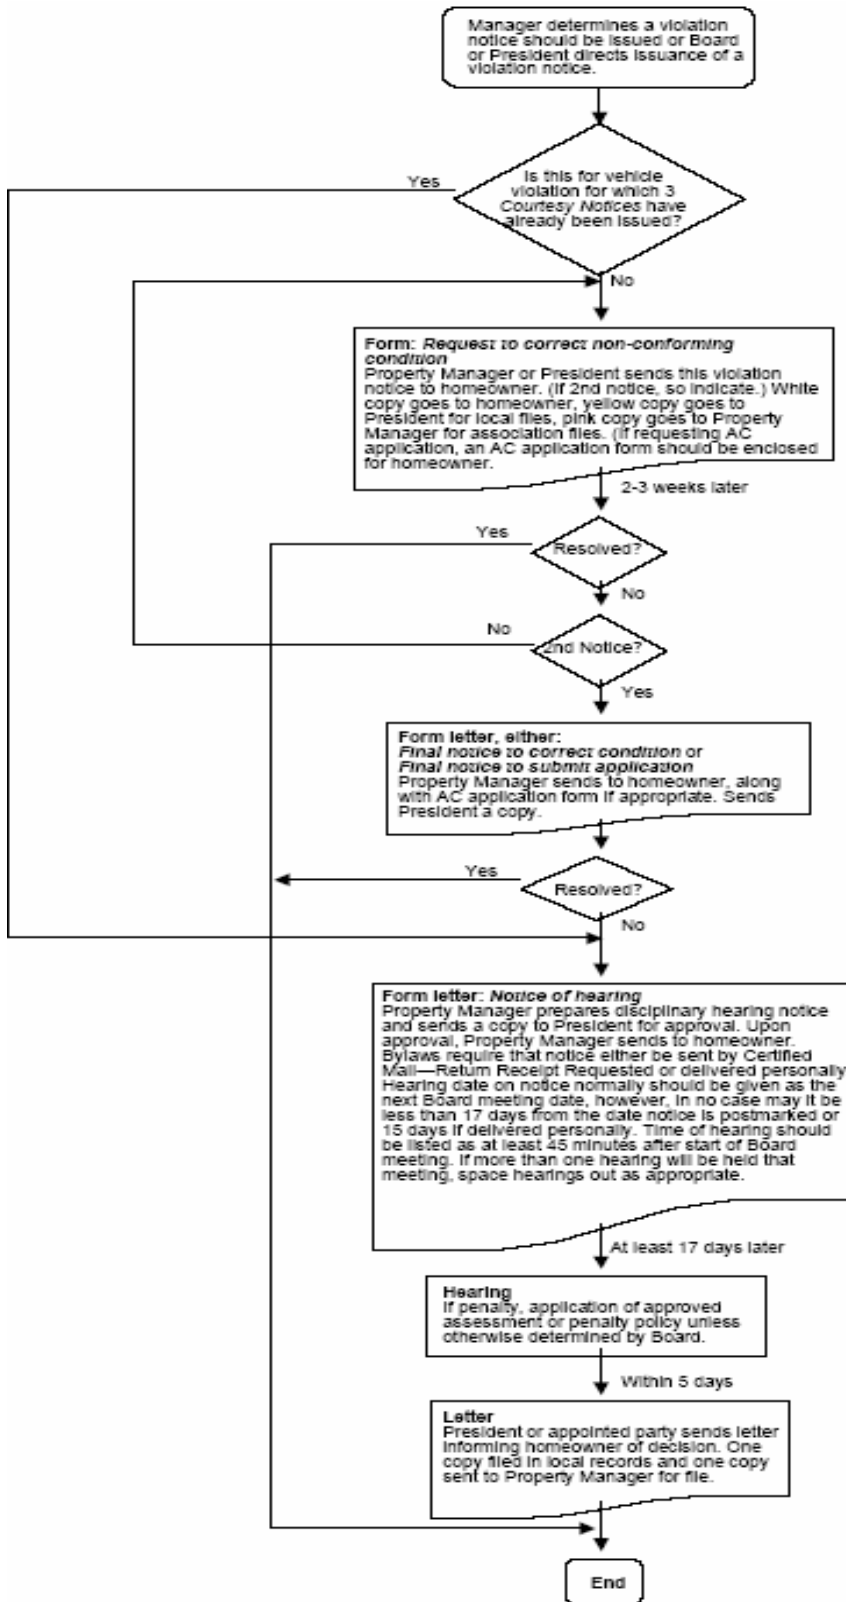 Manager determines a violation
notice should be issued or Board
or President directs issuance of a
violation notice.
Yes
Is this for vehicle
violation for which 3
Courtesy Notices have
already been issued?
No
Form: Request to correct non-conforming
condition
Property Manager or President sends this violation
notice to homeowner. (If 2nd notice, so indicate.) White
copy goes to homeowner, yellow copy goes to
President for local files, pink copy goes to Property
Manager for association files. (If requesting AC
application, an AC application form should be enclosed
for homeowner.
2-3 weeks later
Yes
Resolved?
No
No
2nd Notice?
Yes
Form letter, either:
Final notice to correct condition or
Final notice to submit application
Property Manager sends to homeowner, along
with AC application form if appropriate. Sends
President a copy.
Yes
Resolved?
No
Form letter: Notice of hearing
Property Manager prepares disciplinary hearing notice
and sends a copy to President for approval. Upon
approval, Property Manager sends to homeowner.
Bylaws require that notice either be sent by Certified
Mail—Return Receipt Requested or delivered personally
Hearing date on notice normally should be given as the
next Board meeting date, however, in no case may it be
less than 17 days from the date notice is postmarked or
15 days if delivered personally. Time of hearing should
be listed as at least 45 minutes after start of Board
meeting. If more than one hearing will be held that
meeting, space hearings out as appropriate.
At least 17 days later
Hearing
If penalty, application of approved
assessment or penalty policy unless
otherwise determined by Board.
Within 5 days
Letter
President or appointed party sends letter
informing homeowner of decision. One
copy filed in local records and one copy
sent to Property Manager for file.
End